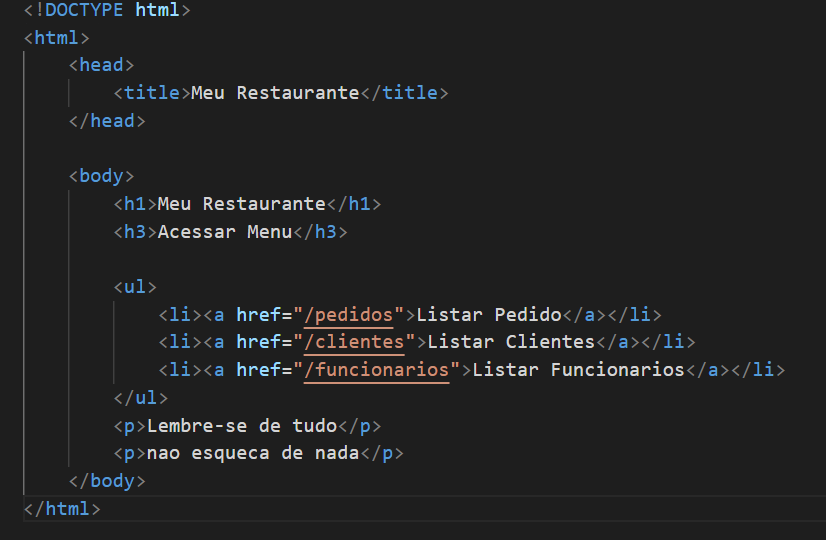 <!DOCTYPE html>
<html>
<head>
<title>Meu Restaurante</title>
</head>
<body>
<h1>Meu Restaurante</h1>
<h3>Acessar Menu</h3>
<ul>
<li><a href="/pedidos">Listar Pedido</a></li>
<li><a href="/clientes">Listar Clientes</a></li>
<li><a href="/funcionarios">Listar Funcionarios</a></li>
</ul>
<p>Lembre-se de tudo</p>
<p>nao esqueca de nada</p>
</body>
</html>